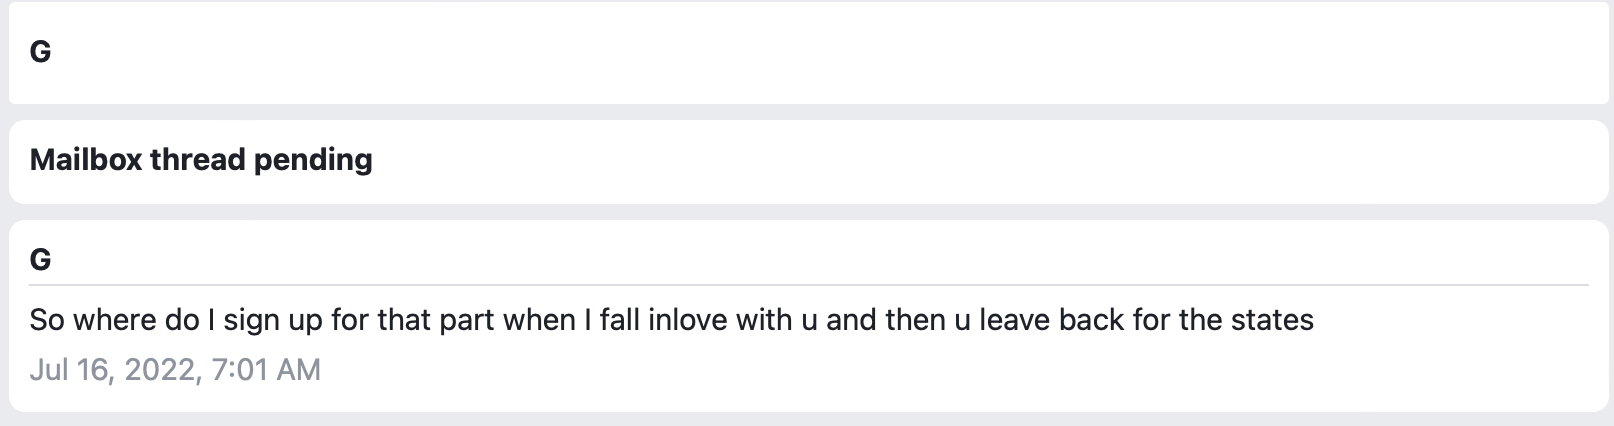 G
Mailbox thread pending
G
So where do I sign up for that part when I fall inlove with u and then u leave back for the states
Jul 16, 2022, 7:01 AM